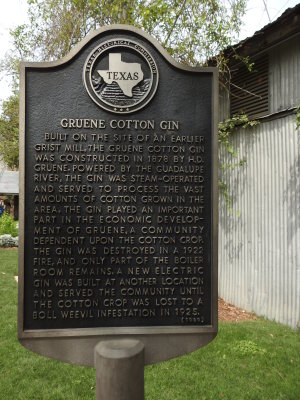 TEXAS HISTORICAL COMMISSION
TEXAS
GRUENE COTTON GIN
BUILT ON THE SITE OF AN EARLIER
GRIST MILL, THE GRUENE COTTON GIN
WAS CONSTRUCTED IN 1878 BY H.D.
GRUENE. POWERED BY THE GUADALUPE
RIVER, THE GIN WAS STEAM-OPERATED
AND SERVED TO PROCESS THE VAST
AMOUNTS OF COTTON GROWN IN THE
AREA. THE GIN PLAYED AN IMPORTANT
PART IN THE ECONOMIC DEVELOP-
MENT OF GRUENE, A COMMUNITY
DEPENDENT UPON THE COTTON CROP.
THE GIN WAS DESTROYED IN A 1922
FIRE, AND ONLY PART OF THE BOILER
ROOM REMAINS. A NEW ELECTRIC
GIN WAS BUILT AT ANOTHER LOCATION
AND SERVED THE COMMUNITY UNTIL
THE COTTON CROP WAS LOST TO A
BOLL WEEVIL INFESTATION IN 1925.